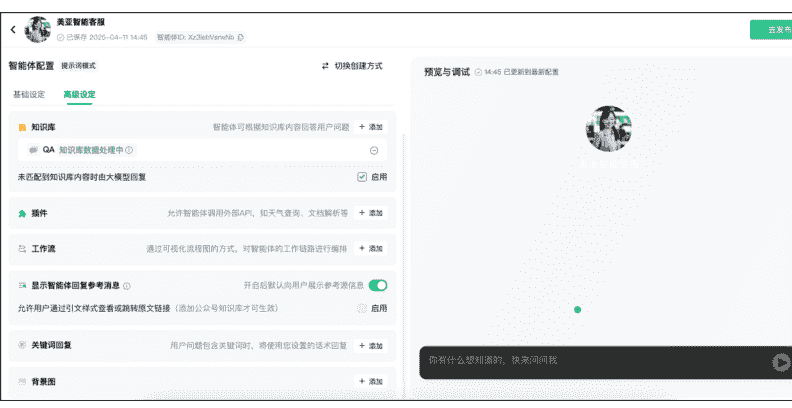 美亚智能客服
已保存 2025-04-11 14:45 智能体ID:
去发布
智能体配置 提示词模式
切换创建方式
基础设定 高级设定
知识库 智能体可根据知识库内容回答用户问题 + 添加
QA 知识库数据处理中
未匹配到知识库内容时由大模型回复 启用
插件 允许智能体调用外部API，如天气查询、文档解析等 + 添加
工作流 通过可视化流程图的方式，对智能体的工作链路进行编排 + 添加
显示智能体回复参考消息 开启后默认向用户展示参考源信息
允许用户通过引文样式查看或跳转原文链接（添加公众号知识库才可生效） 启用
关键词回复 用户问题包含关键词时，将使用您设置的话术回复 + 添加
背景图 + 添加
预览与调试 14:45 已更新到最新配置
你有什么想知道的，快来问问我